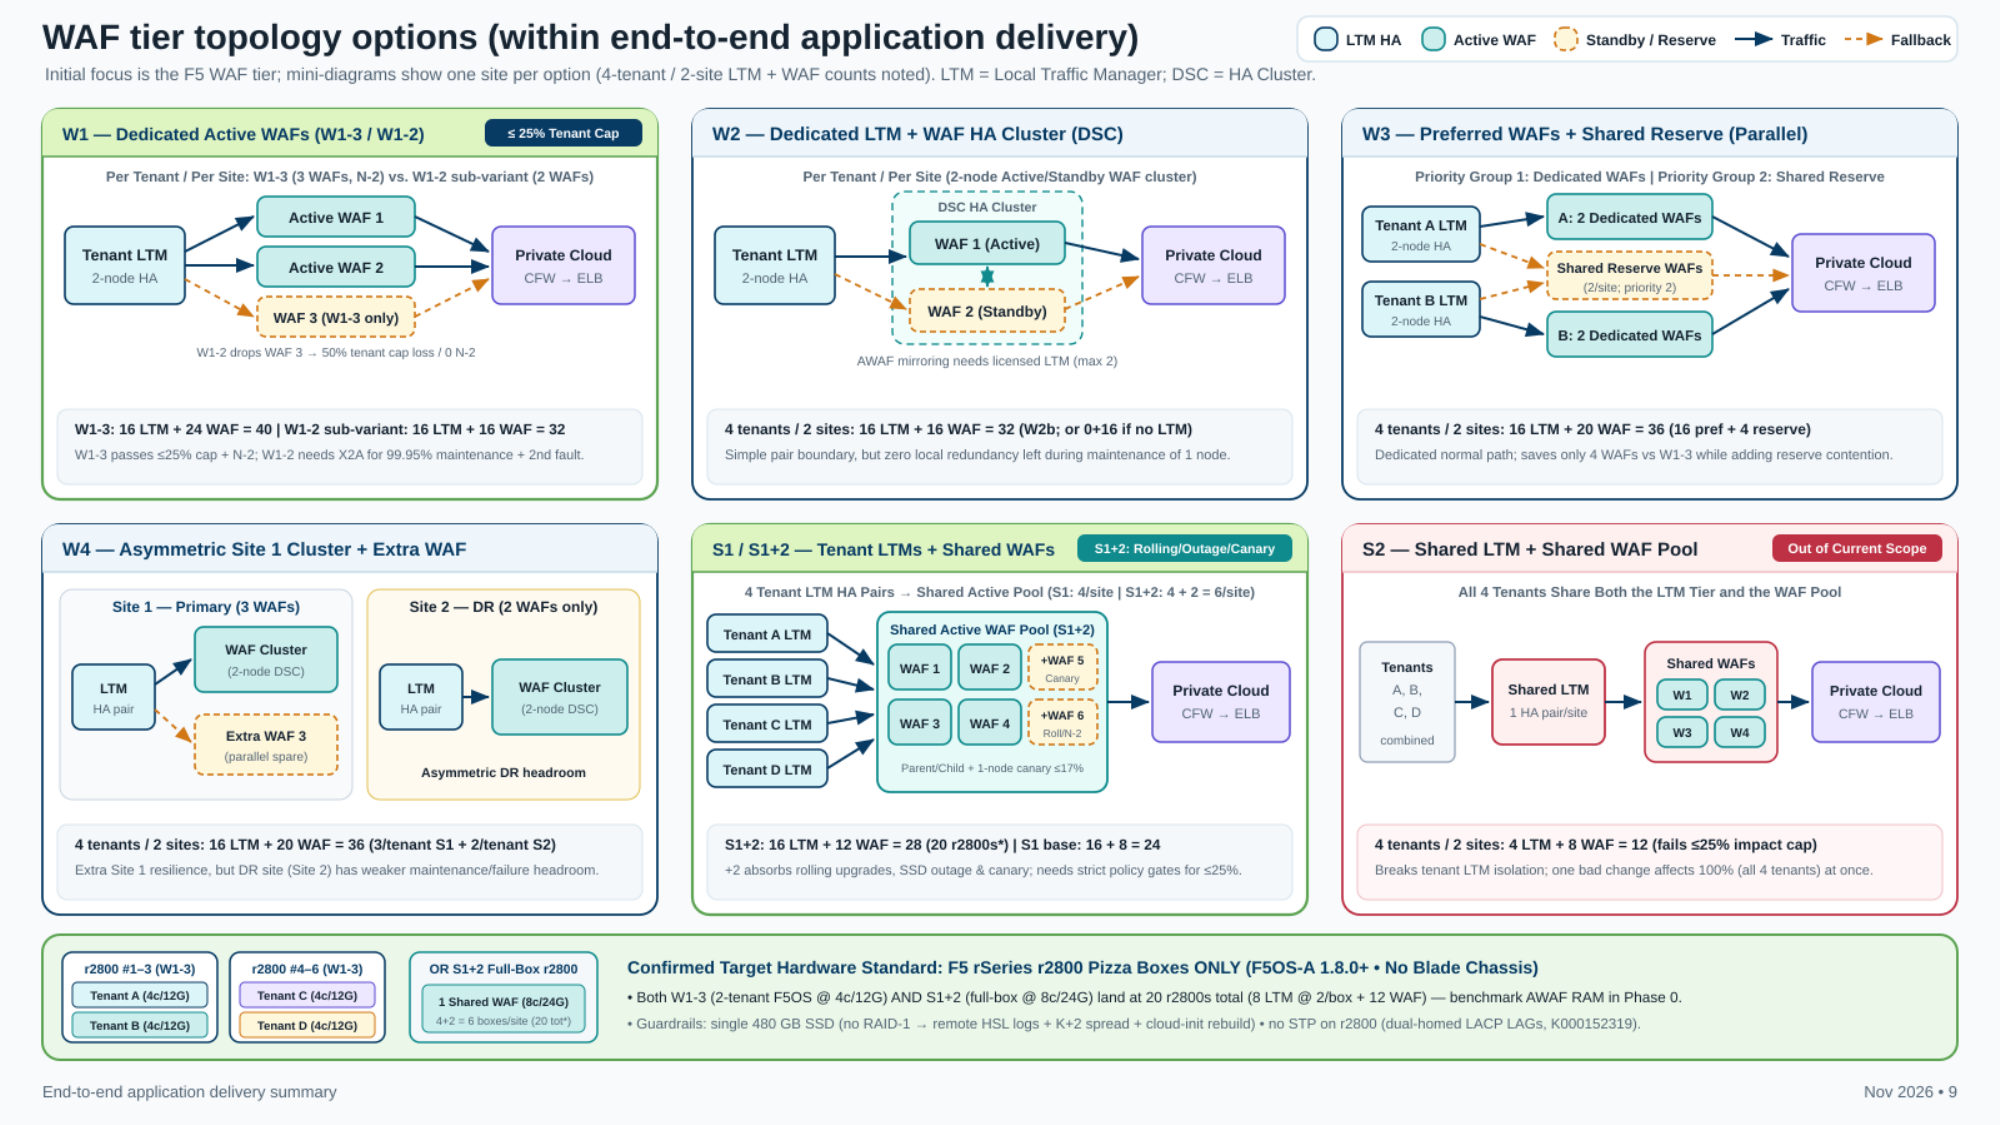 WAF tier topology options (within end-to-end application delivery)
Initial focus is the F5 WAF tier; mini-diagrams show one site per option (4-tenant / 2-site LTM + WAF counts noted). LTM = Local Traffic Manager; DSC = HA Cluster.
LTM HA
Active WAF
Standby / Reserve
Traffic
Fallback
W1 — Dedicated Active WAFs (W1-3 / W1-2)
≤ 25% Tenant Cap
Per Tenant / Per Site: W1-3 (3 WAFs, N-2) vs. W1-2 sub-variant (2 WAFs)
Tenant LTM
2-node HA
Active WAF 1
Active WAF 2
WAF 3 (W1-3 only)
Private Cloud
CFW → ELB
W1-2 drops WAF 3 → 50% tenant cap loss / 0 N-2
W1-3: 16 LTM + 24 WAF = 40 | W1-2 sub-variant: 16 LTM + 16 WAF = 32
W1-3 passes ≤25% cap + N-2; W1-2 needs X2A for 99.95% maintenance + 2nd fault.
W2 — Dedicated LTM + WAF HA Cluster (DSC)
Per Tenant / Per Site (2-node Active/Standby WAF cluster)
Tenant LTM
2-node HA
DSC HA Cluster
WAF 1 (Active)
WAF 2 (Standby)
Private Cloud
CFW → ELB
AWAF mirroring needs licensed LTM (max 2)
4 tenants / 2 sites: 16 LTM + 16 WAF = 32 (W2b; or 0+16 if no LTM)
Simple pair boundary, but zero local redundancy left during maintenance of 1 node.
W3 — Preferred WAFs + Shared Reserve (Parallel)
Priority Group 1: Dedicated WAFs | Priority Group 2: Shared Reserve
Tenant A LTM
2-node HA
Tenant B LTM
2-node HA
A: 2 Dedicated WAFs
Shared Reserve WAFs
(2/site; priority 2)
B: 2 Dedicated WAFs
Private Cloud
CFW → ELB
4 tenants / 2 sites: 16 LTM + 20 WAF = 36 (16 pref + 4 reserve)
Dedicated normal path; saves only 4 WAFs vs W1-3 while adding reserve contention.
W4 — Asymmetric Site 1 Cluster + Extra WAF
Site 1 — Primary (3 WAFs)
LTM
HA pair
WAF Cluster
(2-node DSC)
Extra WAF 3
(parallel spare)
Site 2 — DR (2 WAFs only)
LTM
HA pair
WAF Cluster
(2-node DSC)
Asymmetric DR headroom
4 tenants / 2 sites: 16 LTM + 20 WAF = 36 (3/tenant S1 + 2/tenant S2)
Extra Site 1 resilience, but DR site (Site 2) has weaker maintenance/failure headroom.
S1 / S1+2 — Tenant LTMs + Shared WAFs
S1+2: Rolling/Outage/Canary
4 Tenant LTM HA Pairs → Shared Active Pool (S1: 4/site | S1+2: 4 + 2 = 6/site)
Tenant A LTM
Tenant B LTM
Tenant C LTM
Tenant D LTM
Shared Active WAF Pool (S1+2)
WAF 1
WAF 2
+WAF 5
Canary
WAF 3
WAF 4
+WAF 6
Roll/N-2
Parent/Child + 1-node canary ≤17%
Private Cloud
CFW → ELB
S1+2: 16 LTM + 12 WAF = 28 (20 r2800s*) | S1 base: 16 + 8 = 24
+2 absorbs rolling upgrades, SSD outage & canary; needs strict policy gates for ≤25%.
S2 — Shared LTM + Shared WAF Pool
Out of Current Scope
All 4 Tenants Share Both the LTM Tier and the WAF Pool
Tenants
A, B,
C, D
combined
Shared LTM
1 HA pair/site
Shared WAFs
W1
W2
W3
W4
Private Cloud
CFW → ELB
4 tenants / 2 sites: 4 LTM + 8 WAF = 12 (fails ≤25% impact cap)
Breaks tenant LTM isolation; one bad change affects 100% (all 4 tenants) at once.
r2800 #1–3 (W1-3)
Tenant A (4c/12G)
Tenant B (4c/12G)
r2800 #4–6 (W1-3)
Tenant C (4c/12G)
Tenant D (4c/12G)
OR S1+2 Full-Box r2800
1 Shared WAF (8c/24G)
4+2 = 6 boxes/site (20 tot*)
Confirmed Target Hardware Standard: F5 rSeries r2800 Pizza Boxes ONLY (F5OS-A 1.8.0+ • No Blade Chassis)
• Both W1-3 (2-tenant F5OS @ 4c/12G) AND S1+2 (full-box @ 8c/24G) land at 20 r2800s total (8 LTM @ 2/box + 12 WAF) — benchmark AWAF RAM in Phase 0.
• Guardrails: single 480 GB SSD (no RAID-1 → remote HSL logs + K+2 spread + cloud-init rebuild) • no STP on r2800 (dual-homed LACP LAGs, K000152319).
End-to-end application delivery summary
Nov 2026 • 9